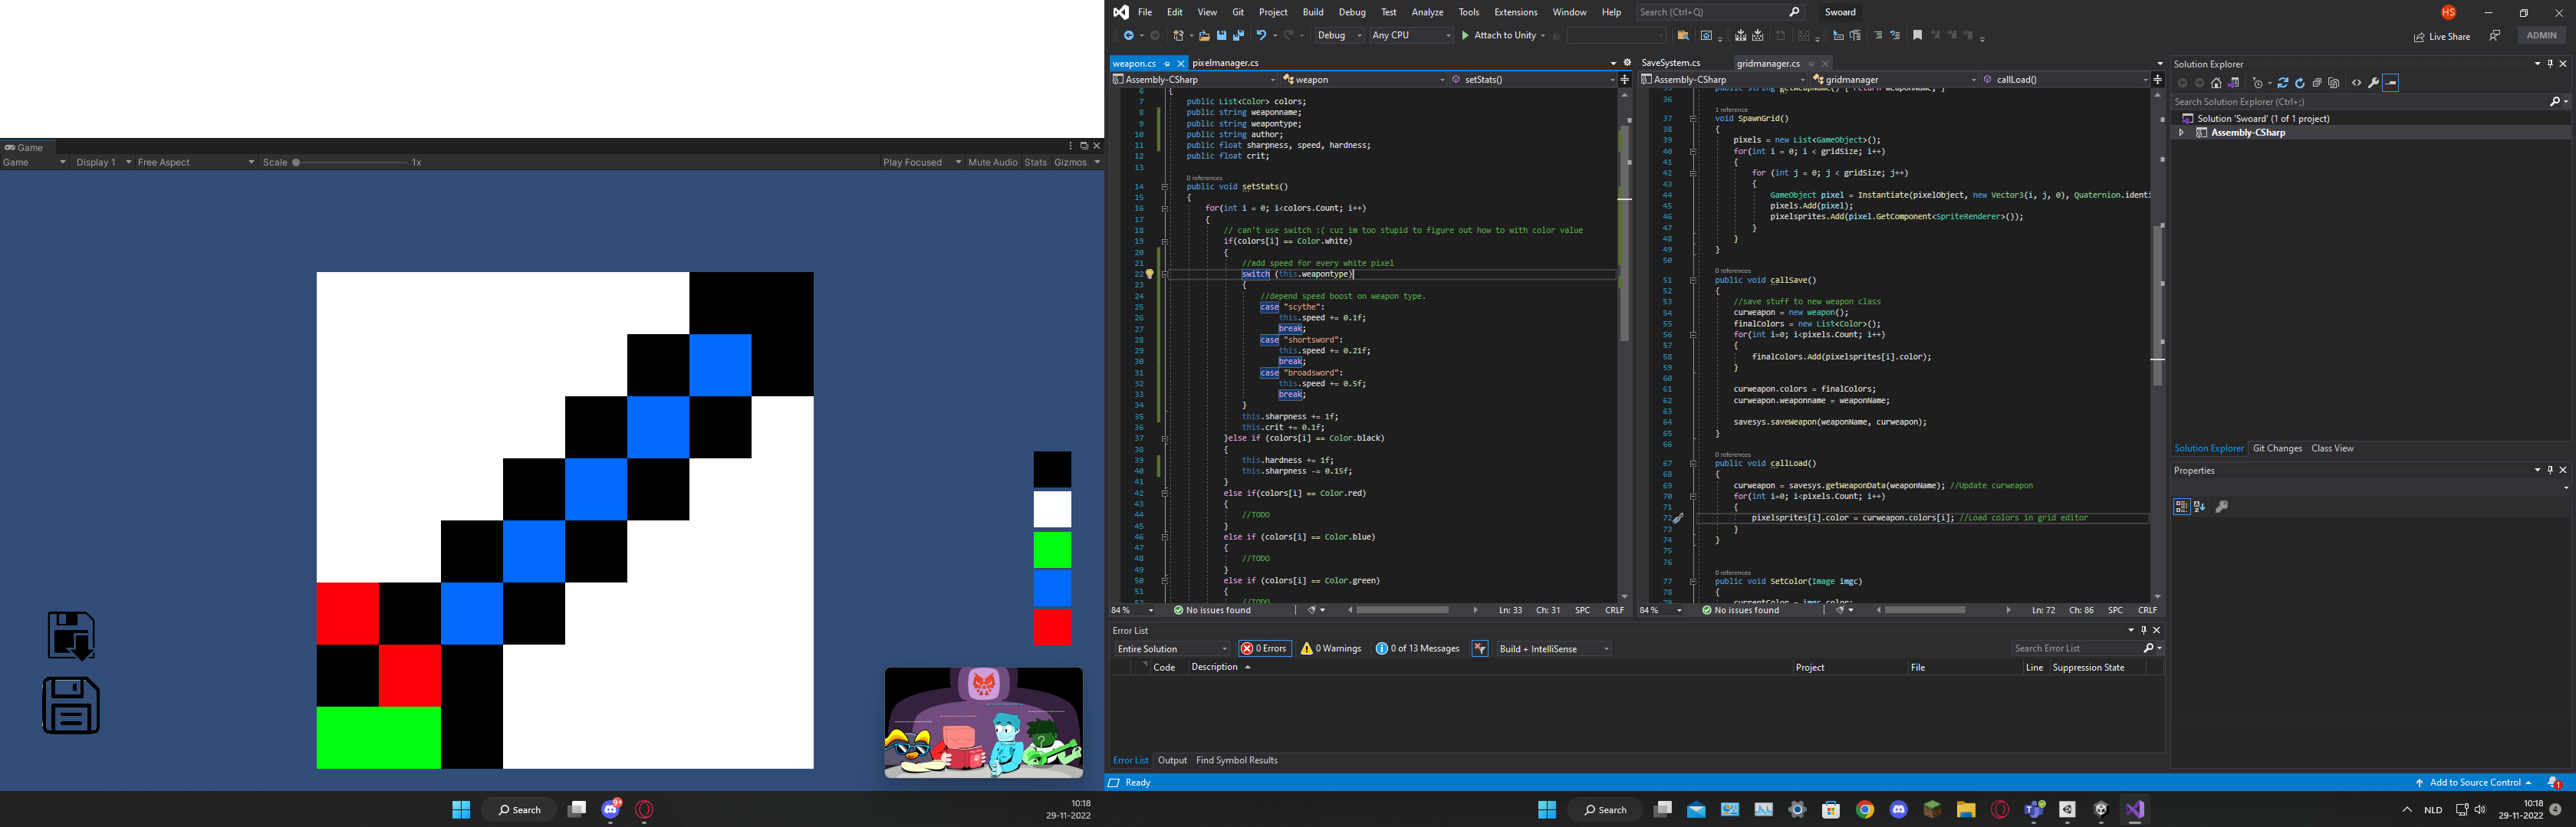 Game
Game Display 1 Free Aspect Scale 1x Play Focused Mute Audio Stats Gizmos
Search
10:18
29-11-2022
File Edit View Git Project Build Debug Test Analyze Tools Extensions Window Help Search (Ctrl+Q) Swoard HS
Debug Any CPU Attach to Unity Live Share ADMIN
weapon.cs pixelmanager.cs
Assembly-CSharp weapon setStats()
6 {
7 public List<Color> colors;
8 public string weaponname;
9 public string weapontype;
10 public string author;
11 public float sharpness, speed, hardness;
12 public float crit;
13
0 references
14 public void setStats()
15 {
16 for(int i = 0; i<colors.Count; i++)
17 {
18 // can't use switch :( cuz im too stupid to figure out how to with color value
19 if(colors[i] == Color.white)
20 {
21 //add speed for every white pixel
22 switch (this.weapontype)
23 {
24 //depend speed boost on weapon type.
25 case "scythe":
26 this.speed += 0.1f;
27 break;
28 case "shortsword":
29 this.speed += 0.21f;
30 break;
31 case "broadsword":
32 this.speed += 0.5f;
33 break;
34 }
35 this.sharpness += 1f;
36 this.crit += 0.1f;
37 }else if (colors[i] == Color.black)
38 {
39 this.hardness += 1f;
40 this.sharpness -= 0.15f;
41 }
42 else if(colors[i] == Color.red)
43 {
44 //TODO
45 }
46 else if (colors[i] == Color.blue)
47 {
48 //TODO
49 }
50 else if (colors[i] == Color.green)
51 {
84 % No issues found Ln: 33 Ch: 31 SPC CRLF
SaveSystem.cs gridmanager.cs
Assembly-CSharp gridmanager callLoad()
36
1 reference
37 void SpawnGrid()
38 {
39 pixels = new List<GameObject>();
40 for(int i = 0; i < gridSize; i++)
41 {
42 for (int j = 0; j < gridSize; j++)
43 {
44 GameObject pixel = Instantiate(pixelObject, new Vector3(i, j, 0), Quaternion.identi
45 pixels.Add(pixel);
46 pixelsprites.Add(pixel.GetComponent<SpriteRenderer>());
47 }
48 }
49 }
50
0 references
51 public void callSave()
52 {
53 //save stuff to new weapon class
54 curweapon = new weapon();
55 finalColors = new List<Color>();
56 for(int i=0; i<pixels.Count; i++)
57 {
58 finalColors.Add(pixelsprites[i].color);
59 }
60
61 curweapon.colors = finalColors;
62 curweapon.weaponname = weaponName;
63
64 savesys.saveWeapon(weaponName, curweapon);
65 }
66
0 references
67 public void callLoad()
68 {
69 curweapon = savesys.getWeaponData(weaponName); //Update curweapon
70 for(int i=0; i<pixels.Count; i++)
71 {
72 pixelsprites[i].color = curweapon.colors[i]; //Load colors in grid editor
73 }
74 }
75
76
0 references
77 public void SetColor(Image imgc)
78 {
84 % No issues found Ln: 72 Ch: 86 SPC CRLF
Solution Explorer
Search Solution Explorer (Ctrl+;)
Solution 'Swoard' (1 of 1 project)
Assembly-CSharp
Solution Explorer Git Changes Class View
Properties
Error List
Entire Solution 0 Errors 0 Warnings 0 of 13 Messages Build + IntelliSense Search Error List
Code Description Project File Line Suppression State
Error List Output Find Symbol Results
Ready Add to Source Control 1
Search NLD 10:18
29-11-2022 4